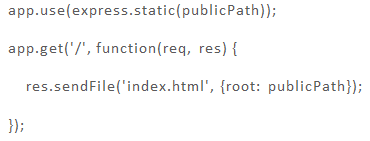 app.use(express.static(publicPath));
app.get('/', function(req, res) {
res.sendFile('index.html', {root: publicPath});
});